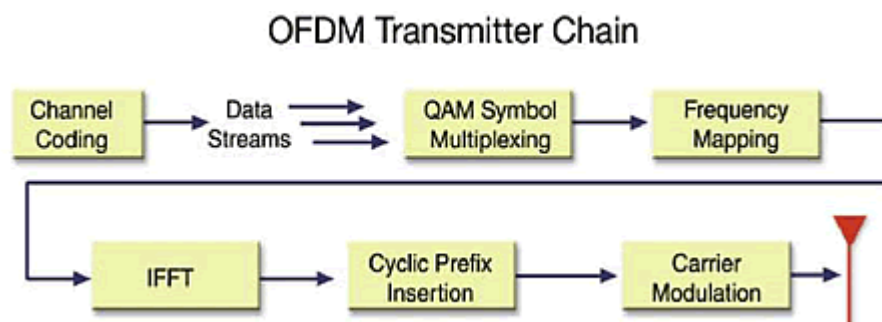 OFDM Transmitter Chain
Channel
Coding
Data
Streams
QAM Symbol
Multiplexing
Frequency
Mapping
IFFT
Cyclic Prefix
Insertion
Carrier
Modulation